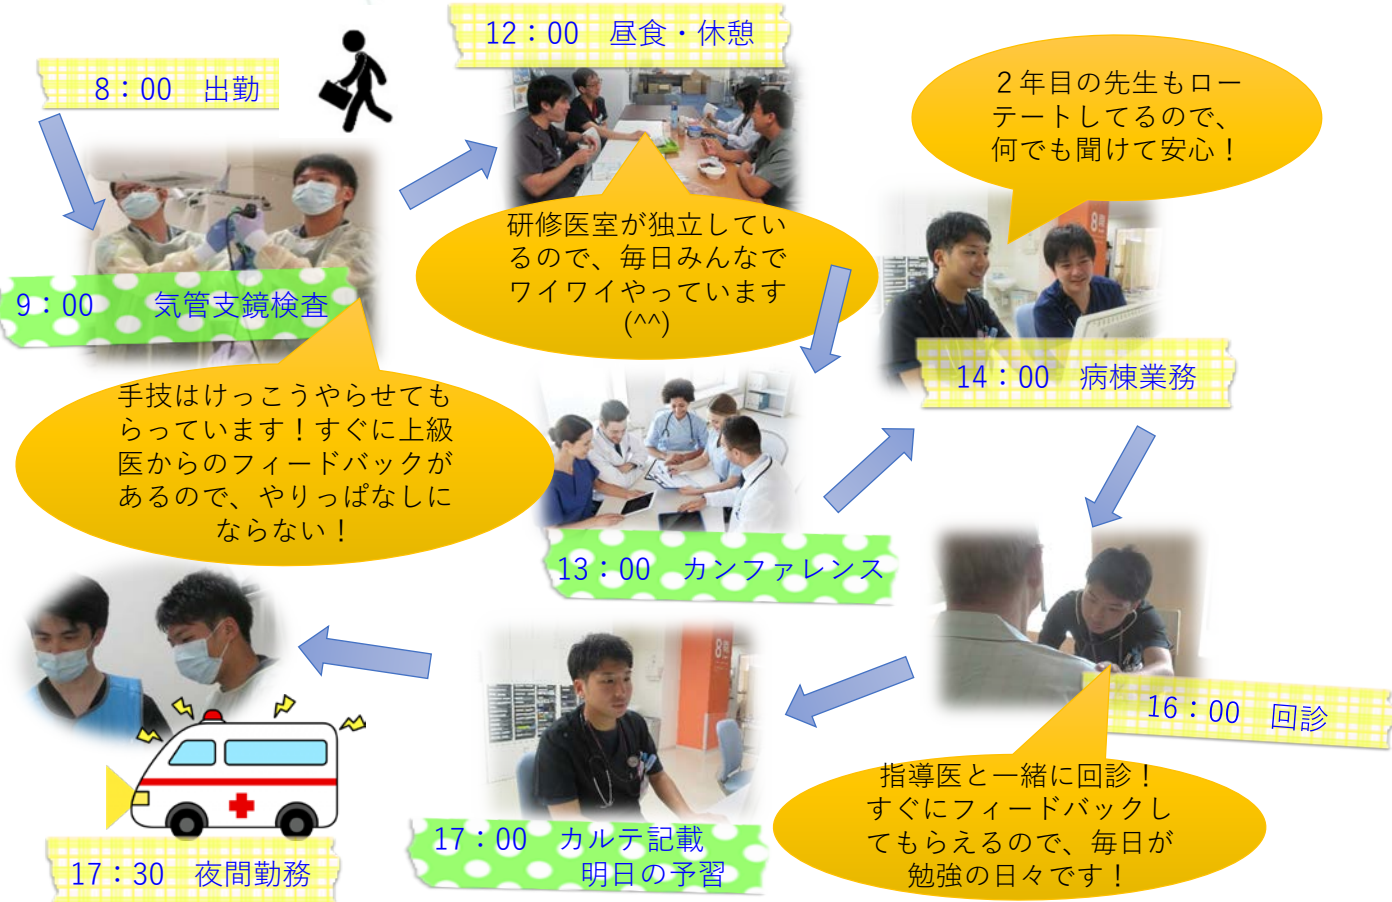 8：00　出勤
9：00　　気管支鏡検査
手技はけっこうやらせても
らっています！すぐに上級
医からのフィードバックが
あるので、やりっぱなしに
ならない！
12：00　昼食・休憩
研修医室が独立してい
るので、毎日みんなで
ワイワイやっています
(^^)
13：00　カンファレンス
２年目の先生もロー
テートしてるので、
何でも聞けて安心！
8
14：00　病棟業務
16：00　回診
指導医と一緒に回診！
すぐにフィードバックし
てもらえるので、毎日が
勉強の日々です！
8
17：00　カルテ記載
明日の予習
17：30　夜間勤務